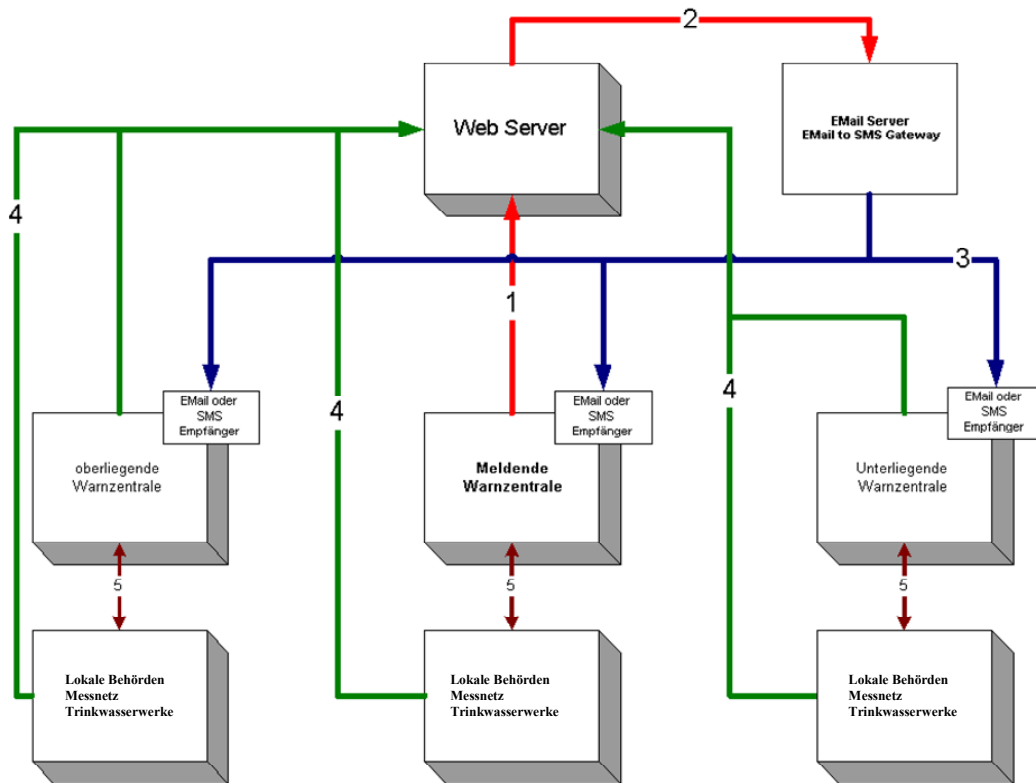 2
Web Server
EMail Server
EMail to SMS Gateway
4
3
1
EMail oder
SMS
Empfänger
EMail oder
SMS
Empfänger
EMail oder
SMS
Empfänger
4
4
oberliegende
Warnzentrale
Meldende
Warnzentrale
Unterliegende
Warnzentrale
5
5
5
Lokale Behörden
Messnetz
Trinkwasserwerke
Lokale Behörden
Messnetz
Trinkwasserwerke
Lokale Behörden
Messnetz
Trinkwasserwerke